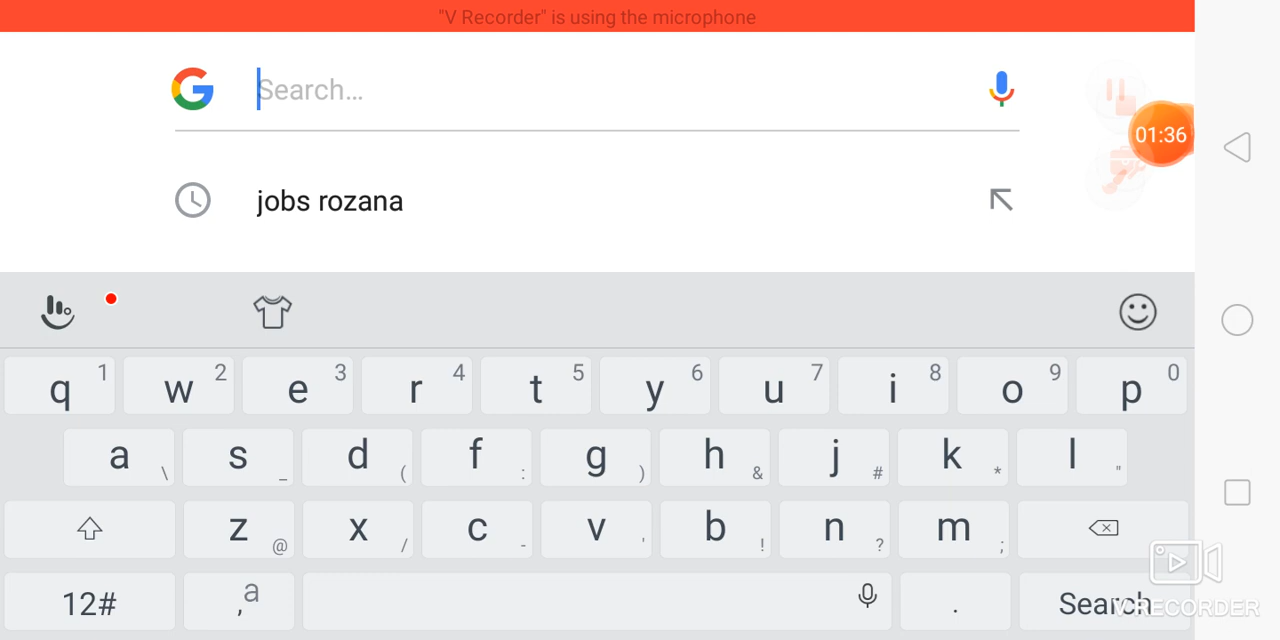 "V Recorder" is using the microphone
Search...
01:36
jobs rozana
q 1 w 2 e 3 r 4 t 5 y 6 u 7 i 8 o 9 p 0
a \ s _ d ( f : g ) h & j # k * l "
z @ x / c - v ' b ! n ? m ;
12# , a . Search
V RECORDER